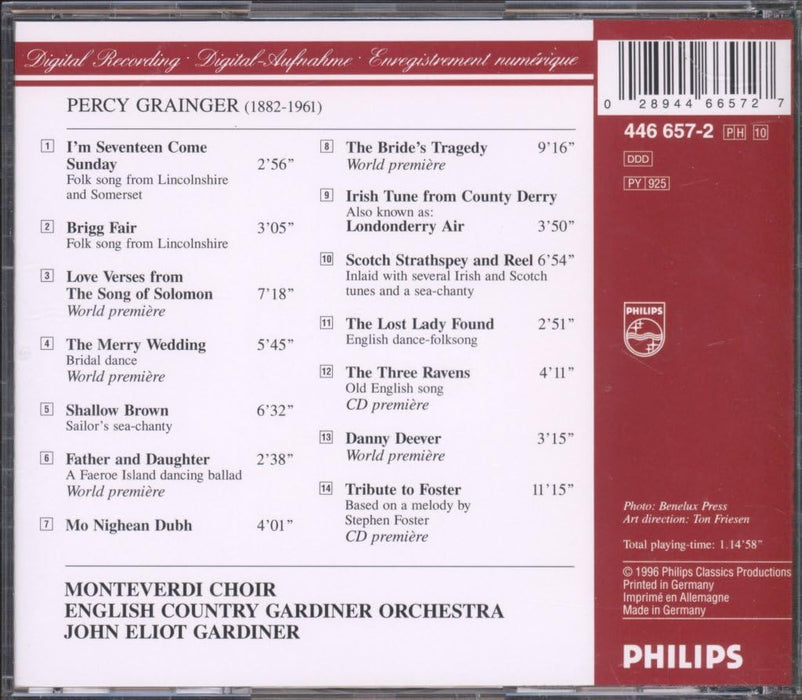 Digital Recording · Digital-Aufnahme · Enregistrement numérique
PERCY GRAINGER (1882-1961)
1 I'm Seventeen Come
Sunday 2'56”
Folk song from Lincolnshire
and Somerset
2 Brigg Fair 3'05”
Folk song from Lincolnshire
3 Love Verses from
The Song of Solomon 7'18”
World première
4 The Merry Wedding 5'45”
Bridal dance
World première
5 Shallow Brown 6'32”
Sailor's sea-chanty
6 Father and Daughter 2'38”
A Faeroe Island dancing ballad
World première
7 Mo Nighean Dubh 4'01”
8 The Bride's Tragedy 9'16”
World première
9 Irish Tune from County Derry
Also known as:
Londonderry Air 3'50”
10 Scotch Strathspey and Reel 6'54”
Inlaid with several Irish and Scotch
tunes and a sea-chanty
11 The Lost Lady Found 2'51”
English dance-folksong
12 The Three Ravens 4'11”
Old English song
CD première
13 Danny Deever 3'15”
World première
14 Tribute to Foster 11'15”
Based on a melody by
Stephen Foster
CD première
MONTEVERDI CHOIR
ENGLISH COUNTRY GARDINER ORCHESTRA
JOHN ELIOT GARDINER
0 28944 66572 7
446 657-2 PH 10
DDD
PY 925
PHILIPS
Photo: Benelux Press
Art direction: Ton Friesen
Total playing-time: 1.14'58”
© 1996 Philips Classics Productions
Printed in Germany
Imprimé en Allemagne
Made in Germany
PHILIPS